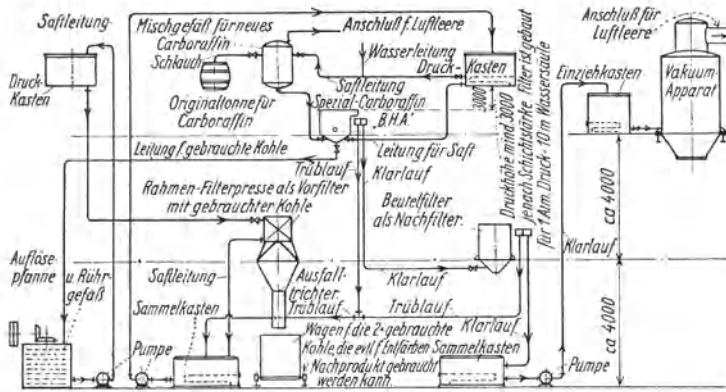 Saftleitung
Mischgefäß für neues
Carboraffin
Schlauch
Anschluß f. Luftleere
Wasserleitung
Druck-
Kasten
Anschluß für
Luftleere
Druck-
Kasten
Originaltonne für
Carboraffin
Saftleitung
Spezial-Carboraffin
"B.H.A."
3000
Einziehkasten
Vakuum
Apparat
Leitung f. gebrauchte Kohle
Trüblauf
Leitung für Saft
Klarlauf
Druckhöhe mind. 3000
je nach Schichtstärke. Filter ist gebaut
für 1 Atm. Druck = 10 m Wassersäule
Rahmen-Filterpresse als Vorfilter
mit gebrauchter Kohle
Beutelfilter
als Nachfilter
ca 4000
Klarlauf
Auflöse-
pfanne
u. Rühr-
gefäß
Saftleitung
Sammelkasten
Ausfall-
trichter
Trüblauf
Klarlauf
Trüblauf
ca 4000
Wagen f. die 2x gebrauchte
Kohle, die evtl. f. Entfärben
v. Nachprodukt gebraucht
werden kann.
Klarlauf
Sammelkasten
Pumpe
Pumpe